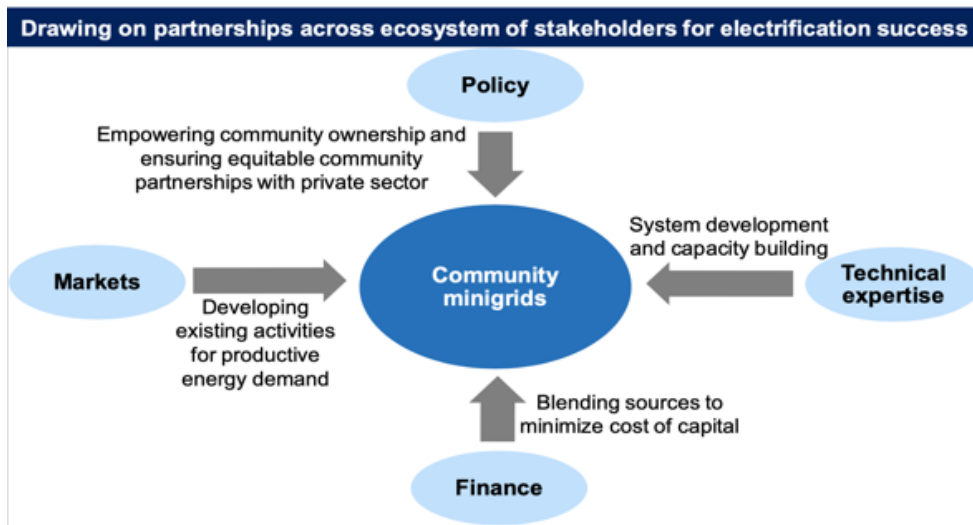 Drawing on partnerships across ecosystem of stakeholders for electrification success
Policy
Empowering community ownership and
ensuring equitable community
partnerships with private sector
System development
and capacity building
Markets
Community
minigrids
Technical
expertise
Developing
existing activities
for productive
energy demand
Blending sources to
minimize cost of capital
Finance